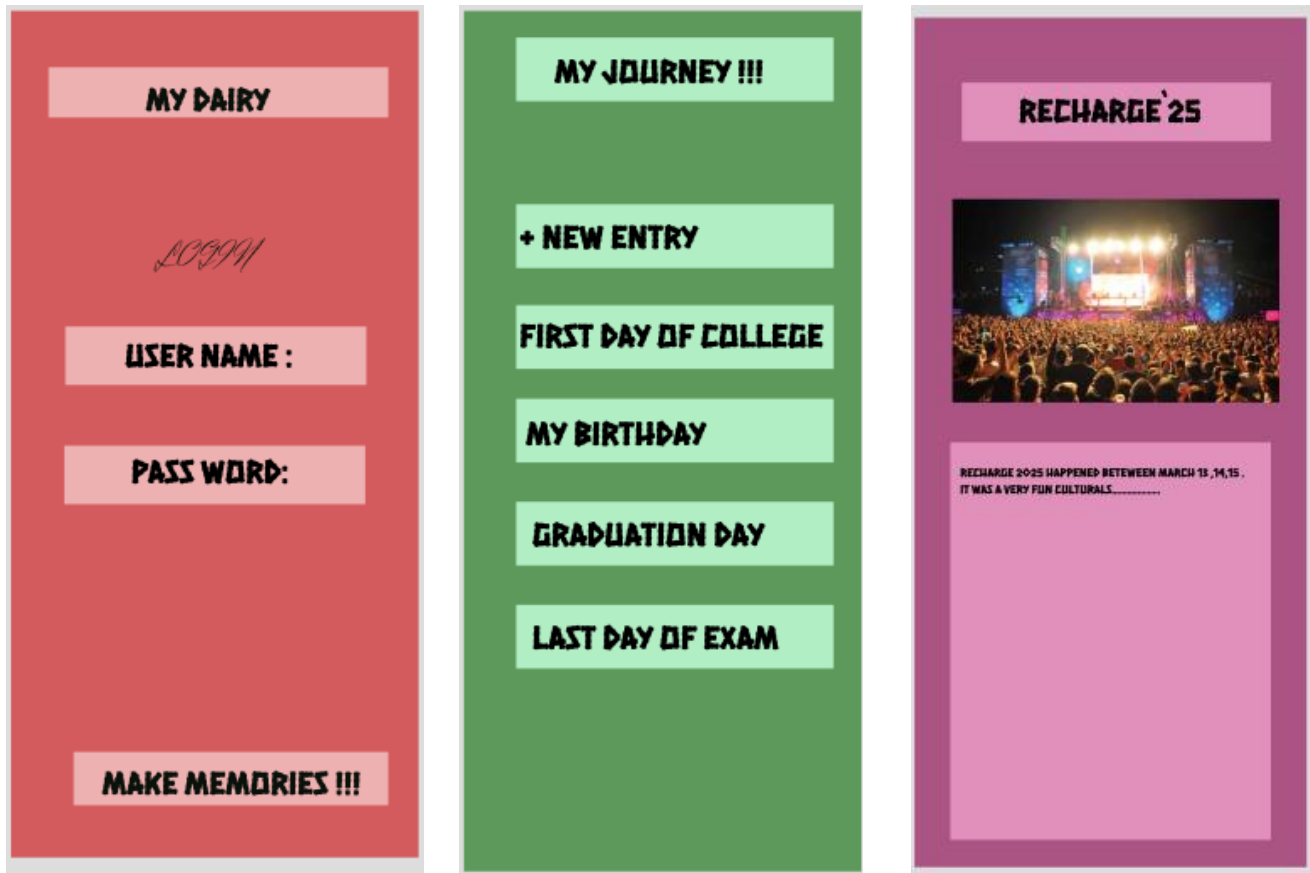 MY DAIRY
LOGIN
USER NAME :
PASS WORD:
MAKE MEMORIES !!!
MY JOURNEY !!!
+ NEW ENTRY
FIRST DAY OF COLLEGE
MY BIRTHDAY
GRADUATION DAY
LAST DAY OF EXAM
RECHARGE`25
RECHARGE 2025 HAPPENED BETEWEEN MARCH 13 ,14,15 .
IT WAS A VERY FUN CULTURALS..................